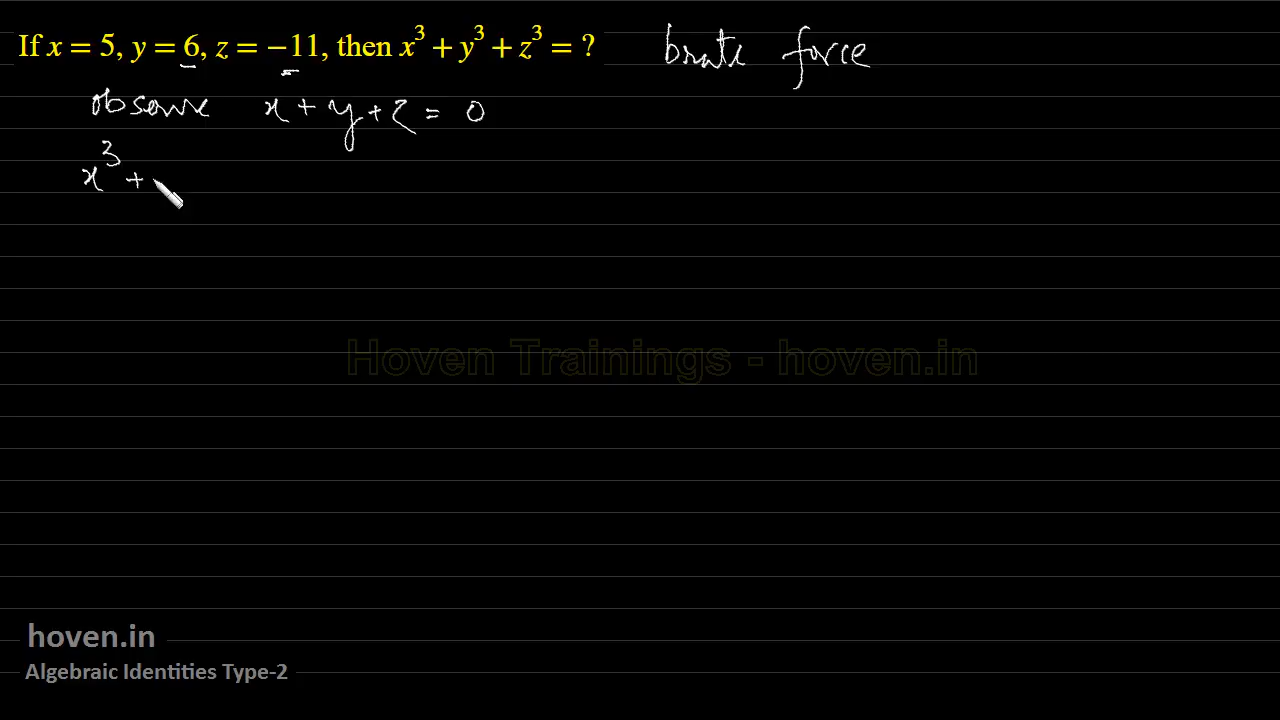 If x = 5, y = 6, z = −11, then x³ + y³ + z³ = ? brute force
observe x + y + z = 0
x³ +
Hoven Trainings - hoven.in
hoven.in
Algebraic Identities Type-2